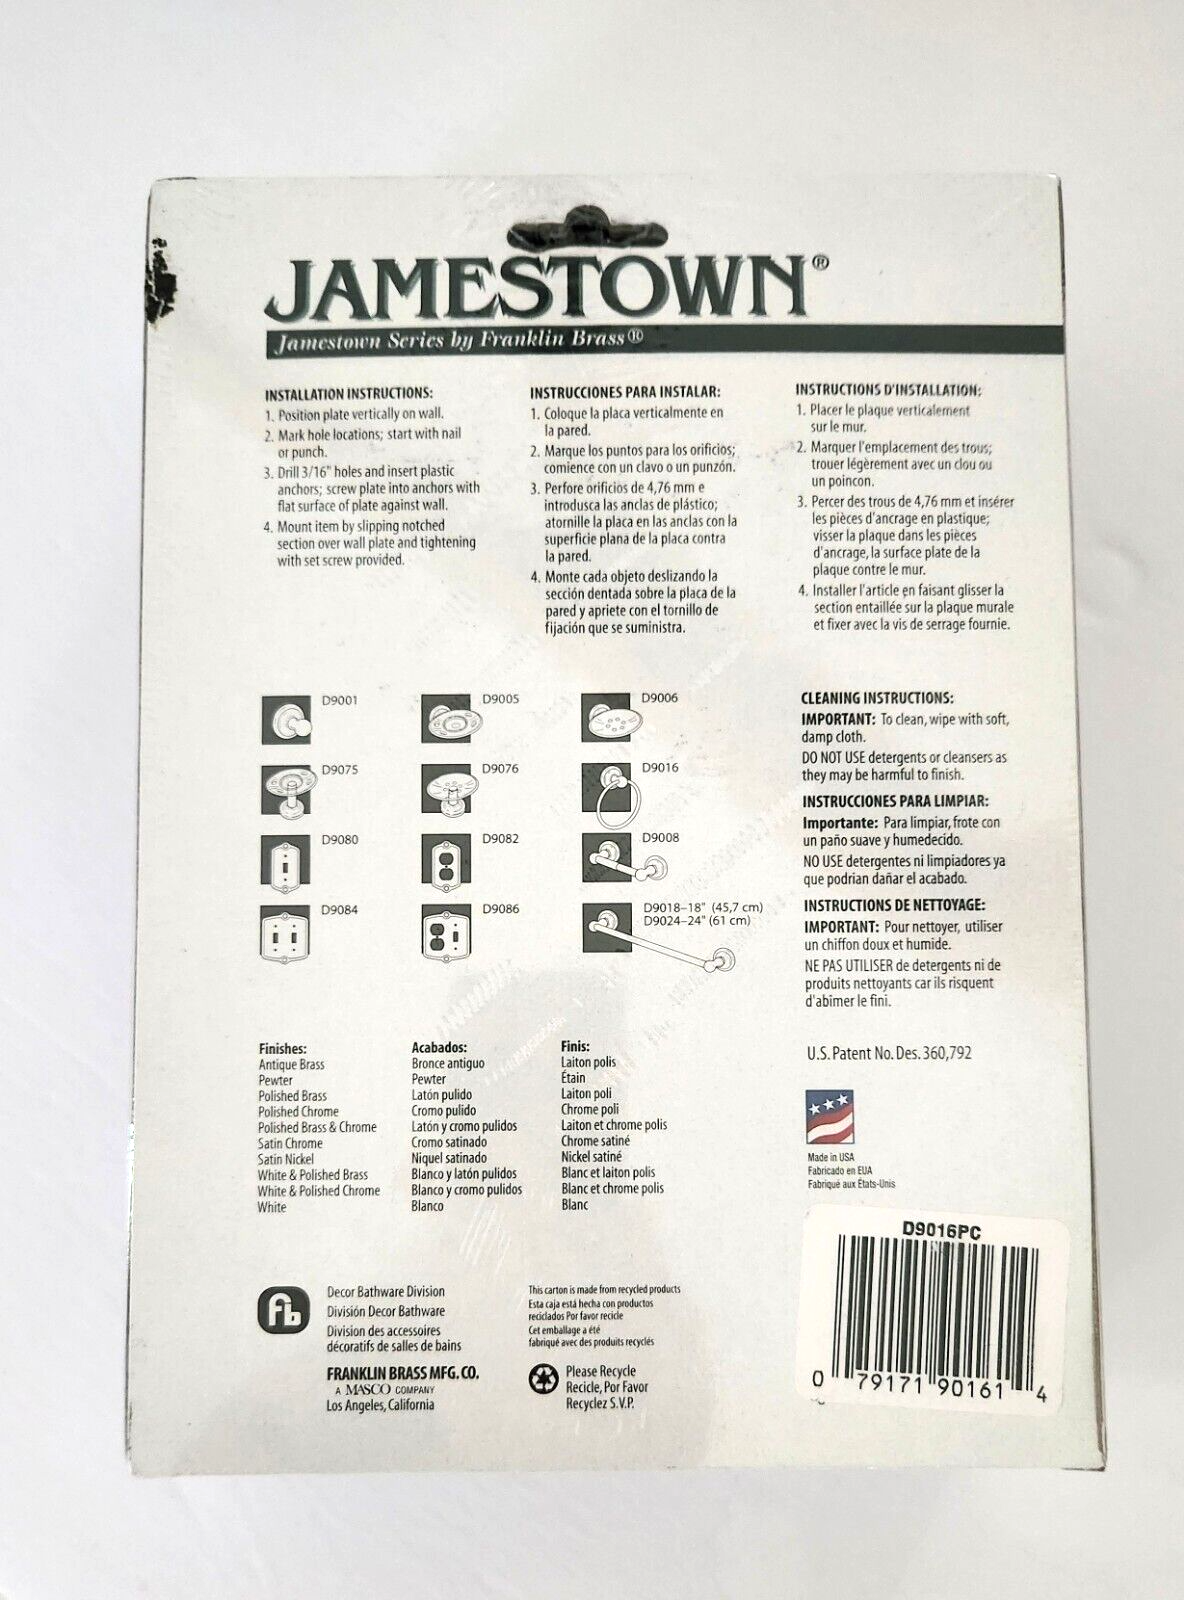 JAMESTOWN®
Jamestown Series by Franklin Brass®
INSTALLATION INSTRUCTIONS:
1. Position plate vertically on wall.
2. Mark hole locations; start with nail
or punch.
3. Drill 3/16" holes and insert plastic
anchors; screw plate into anchors with
flat surface of plate against wall.
4. Mount item by slipping notched
section over wall plate and tightening
with set screw provided.
INSTRUCCIONES PARA INSTALAR:
1. Coloque la placa verticalmente en
la pared.
2. Marque los puntos para los orificios;
comience con un clavo o un punzón.
3. Perfore orificios de 4,76 mm e
introdusca las anclas de plástico;
atornille la placa en las anclas con la
superficie plana de la placa contra
la pared.
4. Monte cada objeto deslizando la
sección dentada sobre la placa de la
pared y apriete con el tornillo de
fijación que se suministra.
INSTRUCTIONS D'INSTALLATION:
1. Placer le plaque verticalement
sur le mur.
2. Marquer l'emplacement des trous;
trouer légèrement avec un clou ou
un poincon.
3. Percer des trous de 4,76 mm et insérer
les pièces d'ancrage en plastique;
visser la plaque dans les pièces
d'ancrage, la surface plate de la
plaque contre le mur.
4. Installer l'article en faisant glisser la
section entaillée sur la plaque murale
et fixer avec la vis de serrage fournie.
D9001
D9005
D9006
D9075
D9076
D9016
D9080
D9082
D9008
D9084
D9086
D9018–18" (45,7 cm)
D9024–24" (61 cm)
CLEANING INSTRUCTIONS:
IMPORTANT: To clean, wipe with soft,
damp cloth.
DO NOT USE detergents or cleansers as
they may be harmful to finish.
INSTRUCCIONES PARA LIMPIAR:
Importante: Para limpiar, frote con
un paño suave y humedecido.
NO USE detergentes ni limpiadores ya
que podrian dañar el acabado.
INSTRUCTIONS DE NETTOYAGE:
IMPORTANT: Pour nettoyer, utiliser
un chiffon doux et humide.
NE PAS UTILISER de detergents ni de
produits nettoyants car ils risquent
d'abîmer le fini.
Finishes:
Antique Brass
Pewter
Polished Brass
Polished Chrome
Polished Brass & Chrome
Satin Chrome
Satin Nickel
White & Polished Brass
White & Polished Chrome
White
Acabados:
Bronce antiguo
Pewter
Latón pulido
Cromo pulido
Latón y cromo pulidos
Cromo satinado
Niquel satinado
Blanco y latón pulidos
Blanco y cromo pulidos
Blanco
Finis:
Laiton polis
Étain
Laiton poli
Chrome poli
Laiton et chrome polis
Chrome satiné
Nickel satiné
Blanc et laiton polis
Blanc et chrome polis
Blanc
U.S. Patent No. Des. 360,792
Made in USA
Fabricado en EUA
Fabriqué aux États-Unis
D9016PC
0 79171 90161 4
fb
Decor Bathware Division
División Decor Bathware
Division des accessoires
décoratifs de salles de bains
FRANKLIN BRASS MFG. CO.
A MASCO COMPANY
Los Angeles, California
This carton is made from recycled products
Esta caja está hecha con productos
reciclados Por favor recicle
Cet emballage a été
fabriqué avec des produits recyclés
Please Recycle
Recicle, Por Favor
Recyclez S.V.P.